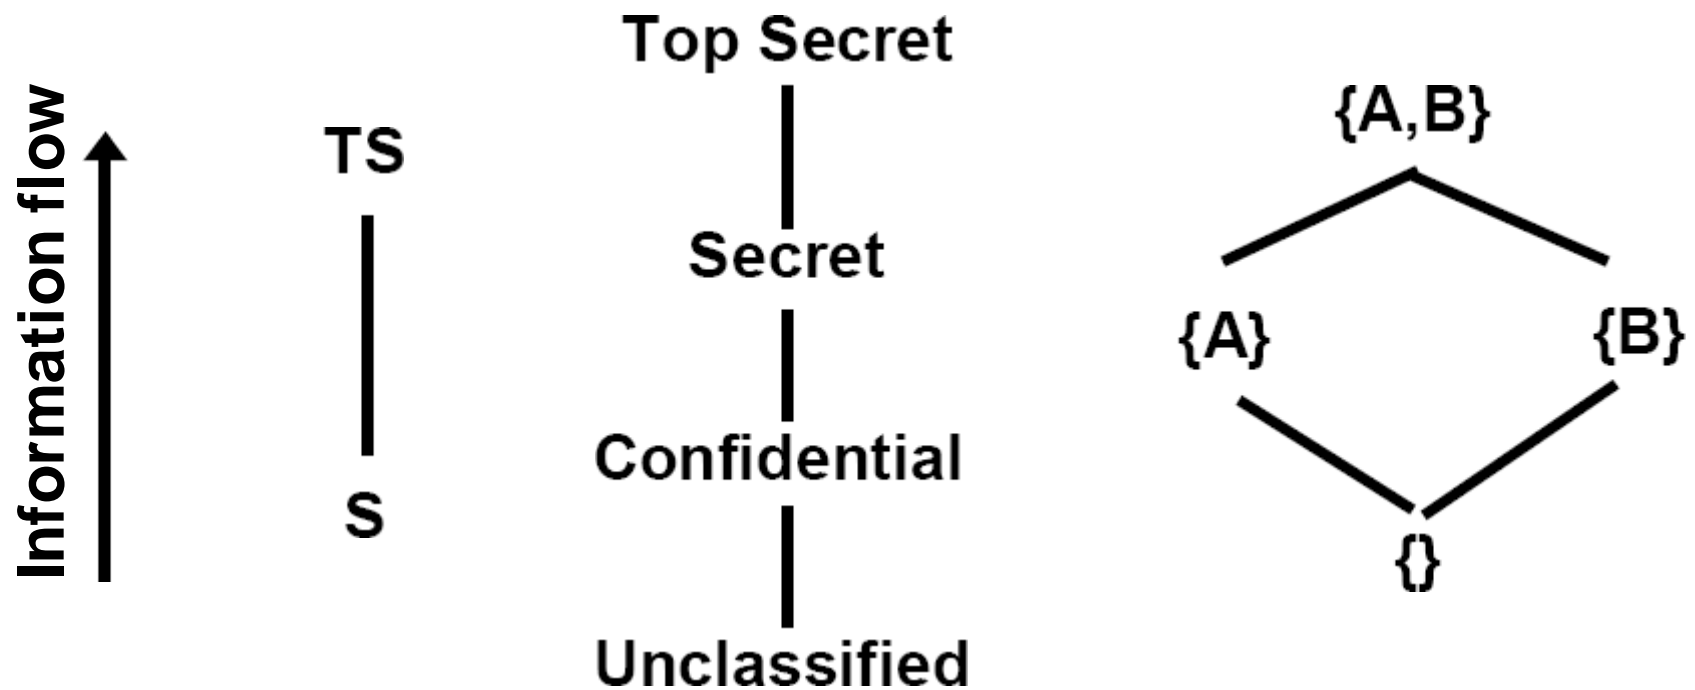 Information flow
TS
S
Top Secret
Secret
Confidential
Unclassified
{A,B}
{A}
{B}
{}